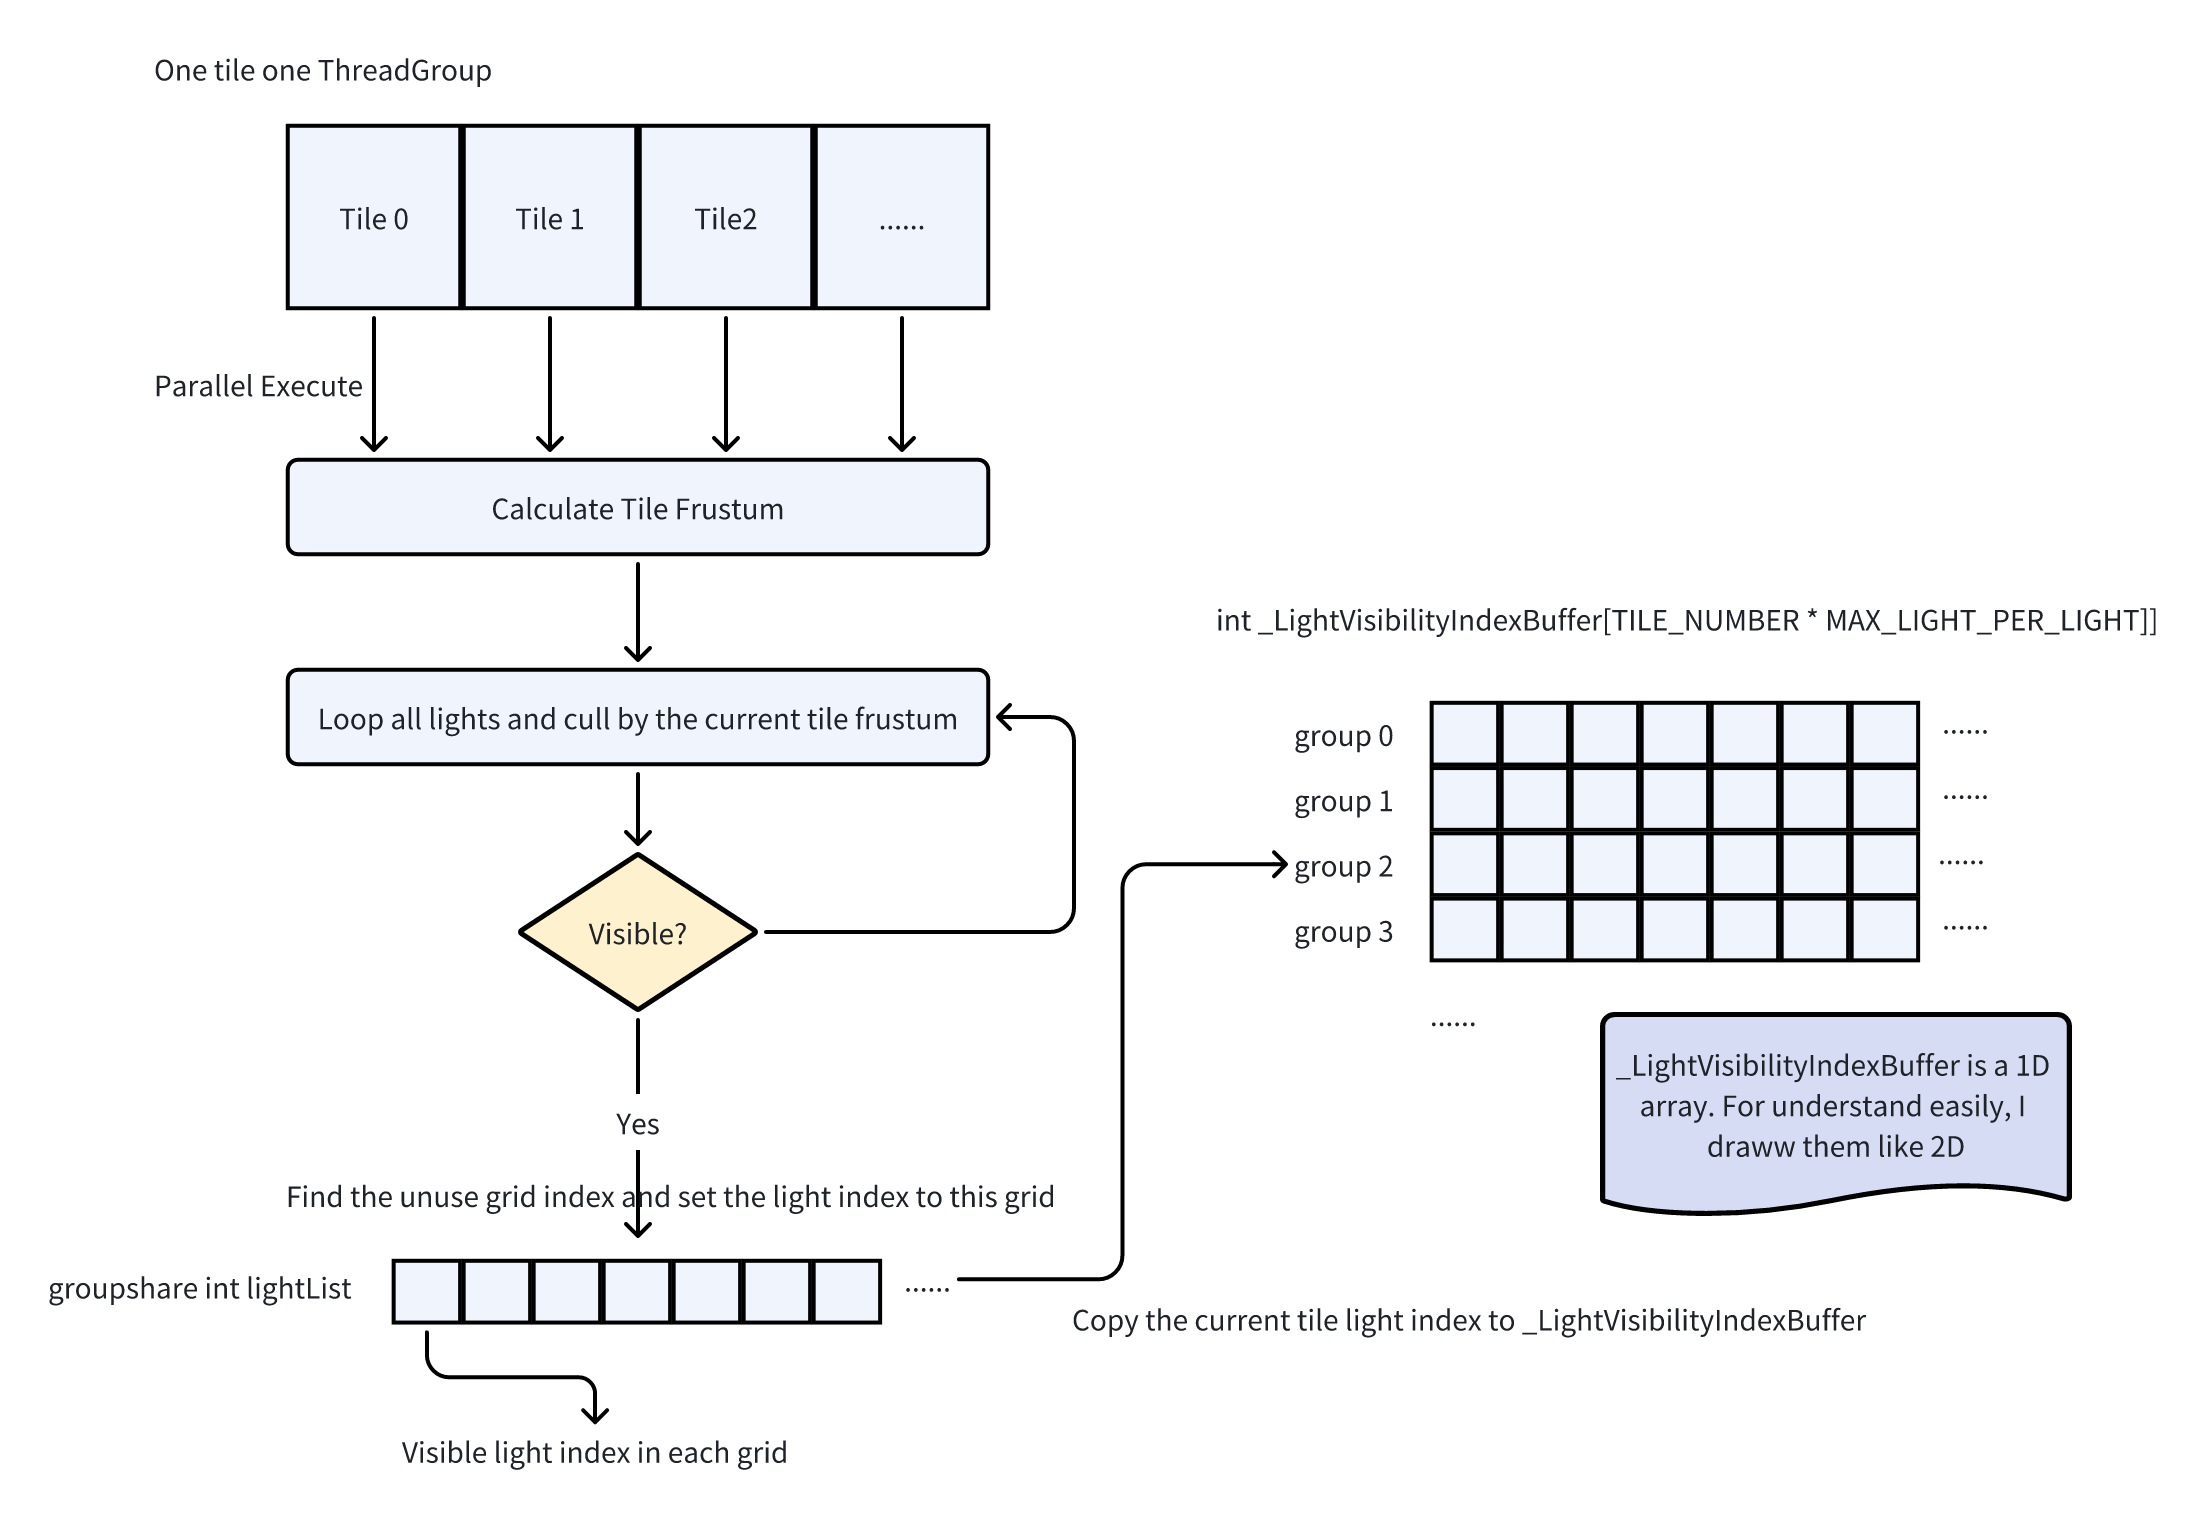 One tile one ThreadGroup
Tile 0
Tile 1
Tile2
......
Parallel Execute
Calculate Tile Frustum
Loop all lights and cull by the current tile frustum
Visible?
Yes
Find the unuse grid index and set the light index to this grid
groupshare int lightList
......
Visible light index in each grid
Copy the current tile light index to _LightVisibilityIndexBuffer
int _LightVisibilityIndexBuffer[TILE_NUMBER * MAX_LIGHT_PER_LIGHT]]
group 0
......
group 1
......
group 2
......
group 3
......
......
_LightVisibilityIndexBuffer is a 1D
array. For understand easily, I
draww them like 2D